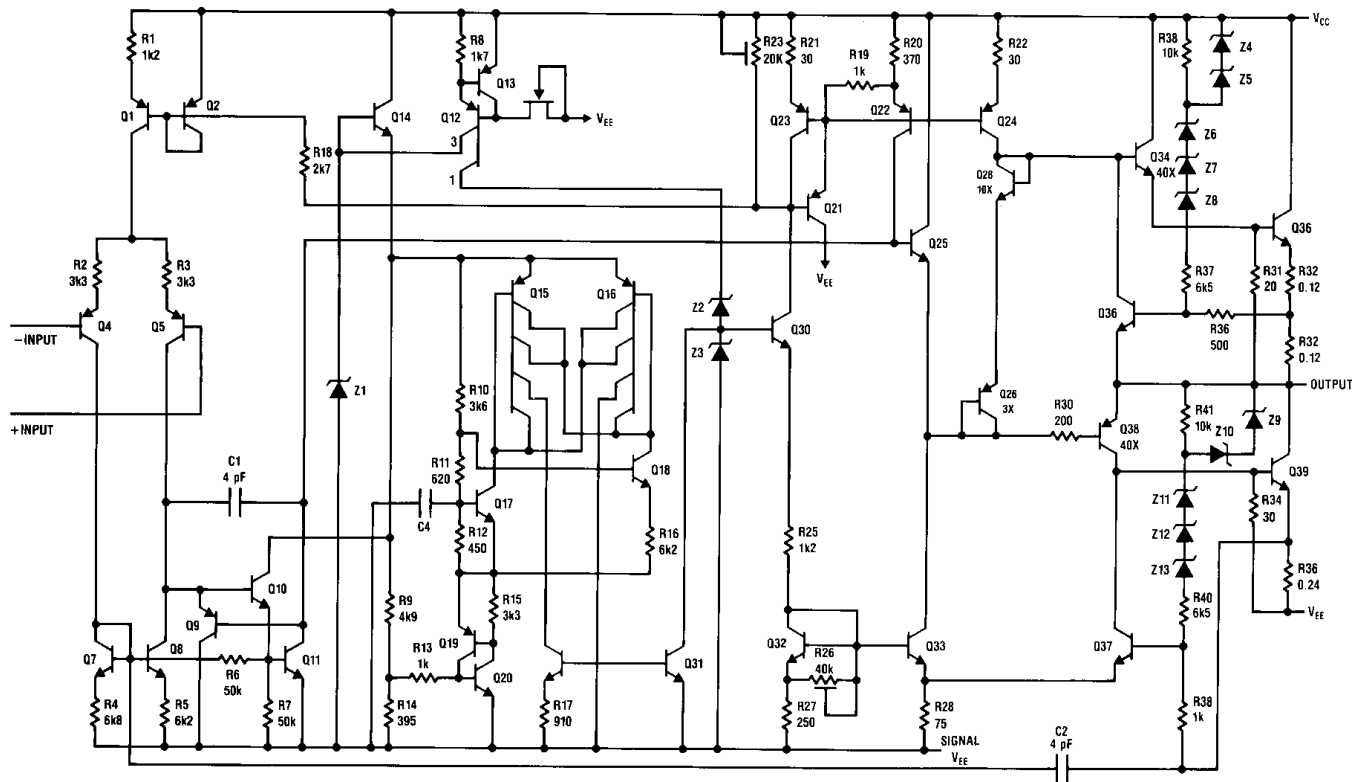 R1
1k2
Q1
Q2
R18
2k7
Q14
R8
1k7
Q13
Q12
3
1
VEE
R23
20K
R21
30
R19
1k
R20
370
R22
30
Q23
Q22
Q24
Q21
VEE
Q25
Q28
10X
Q34
40X
R38
10k
Z4
Z5
Z6
Z7
Z8
VCC
Q36
R37
6k5
R31
20
R32
0.12
Q36
R36
500
R32
0.12
OUTPUT
R2
3k3
R3
3k3
Q4
Q5
−INPUT
+INPUT
Z1
Q15
Q16
Z2
Z3
Q30
R10
3k6
R11
620
Q17
Q18
C4
R12
450
R16
6k2
C1
4 pF
Q10
Q9
R9
4k9
R15
3k3
Q19
R13
1k
Q20
R14
395
R17
910
Q31
Q7
Q8
R6
50k
Q11
R4
6k8
R5
6k2
R7
50k
R25
1k2
Q32
R26
40k
R27
250
Q33
R28
75
SIGNAL
VEE
Q26
3X
R30
200
Q38
40X
R41
10k
Z10
Z9
Q39
Z11
Z12
Z13
R34
30
R40
6k5
R36
0.24
VEE
Q37
R38
1k
C2
4 pF